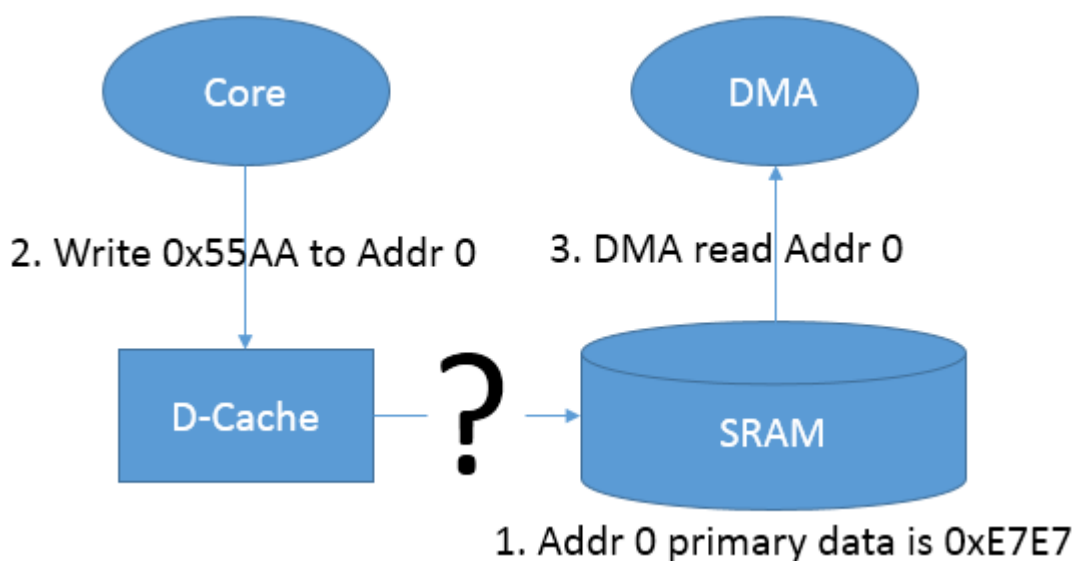 Core
DMA
2. Write 0x55AA to Addr 0
3. DMA read Addr 0
D-Cache
?
SRAM
1. Addr 0 primary data is 0xE7E7